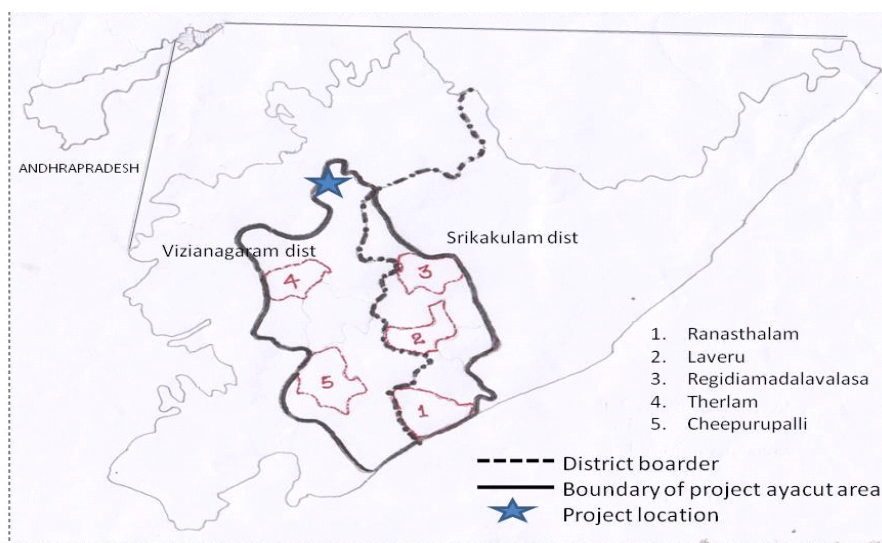 ANDHRAPRADESH
Vizianagaram dist
Srikakulam dist
3
4
2
5
1
1. Ranasthalam
2. Laveru
3. Regidiamadalavalasa
4. Therlam
5. Cheepurupalli
District boarder
Boundary of project ayacut area
Project location